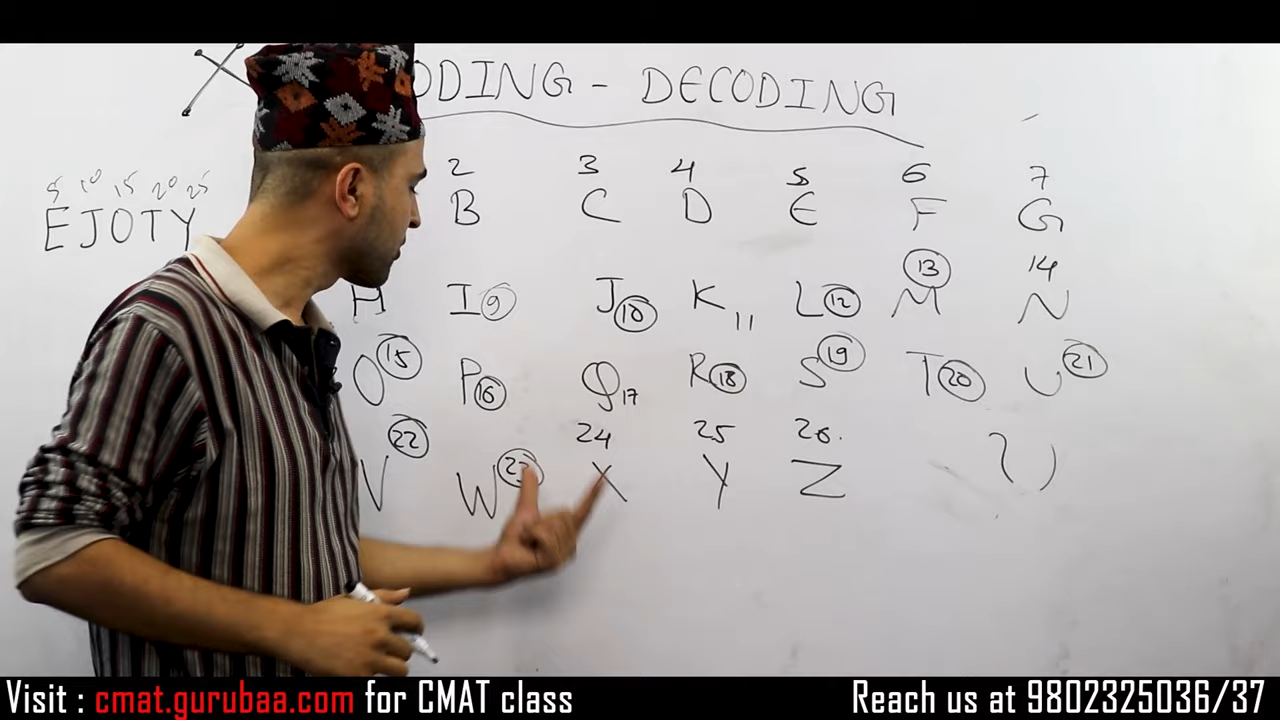 ODING - DECODING
5 10 15 20 25
EJOTY
2 3 4 5 6 7
B C D E F G
13 14
H I 9 J 10 K 11 L 12 M N
O 15 P 16 Q 17 R 18 S 19 T 20 U 21
22 24 25 26.
V W X Y Z
Visit : cmat.gurubaa.com for CMAT class
Reach us at 9802325036/37